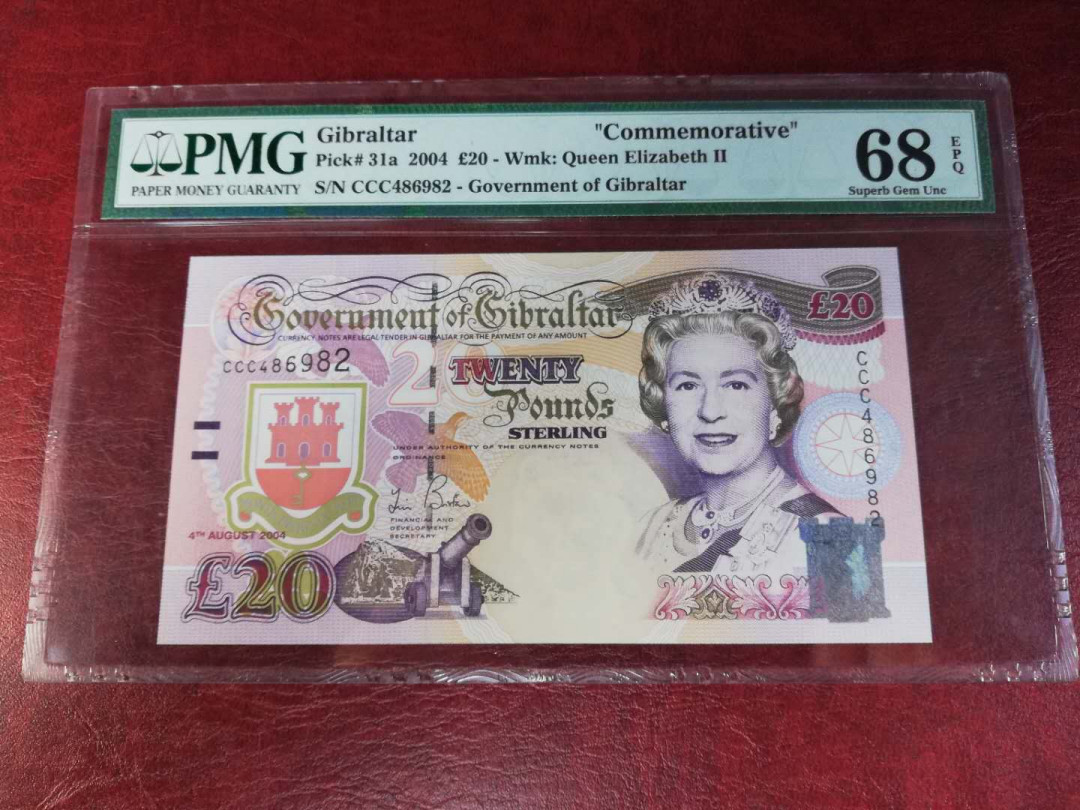 PMG
PAPER MONEY GUARANTY
Gibraltar "Commemorative"
Pick# 31a 2004 £20 - Wmk: Queen Elizabeth II
S/N CCC486982 - Government of Gibraltar
68
EPQ
Superb Gem Unc
Government of Gibraltar
CURRENCY NOTES ARE LEGAL TENDER IN GIBRALTAR FOR THE PAYMENT OF ANY AMOUNT
£20
CCC486982
20
TWENTY
Pounds
STERLING
UNDER AUTHORITY OF THE CURRENCY NOTES
ORDINANCE
CCC486982
FINANCIAL AND
DEVELOPMENT
SECRETARY
4TH AUGUST 2004
£20